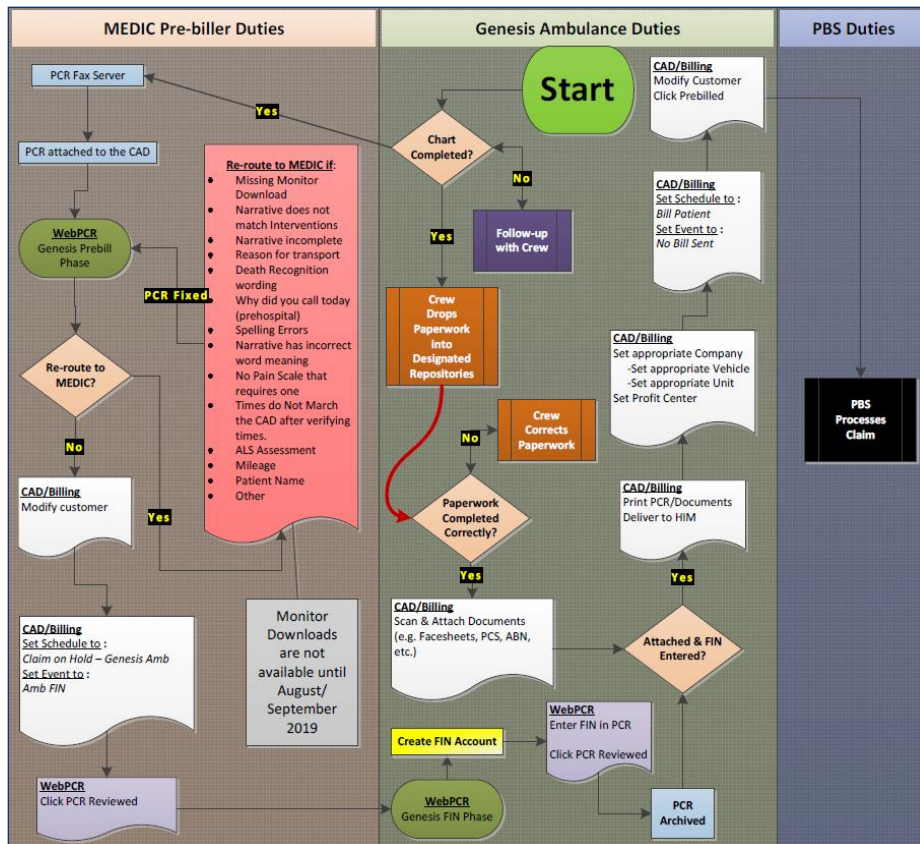 MEDIC Pre-biller Duties
Genesis Ambulance Duties
PBS Duties
PCR Fax Server
PCR attached to the CAD
WebPCR
Genesis Prebill
Phase
PCR Fixed
Re-route to
MEDIC?
No
Yes
CAD/Billing
Modify customer
CAD/Billing
Set Schedule to :
Claim on Hold – Genesis Amb
Set Event to :
Amb FIN
WebPCR
Click PCR Reviewed
Re-route to MEDIC if:
• Missing Monitor
Download
• Narrative does not
match Interventions
• Narrative incomplete
• Reason for transport
• Death Recognition
wording
• Why did you call today
(prehospital)
• Spelling Errors
• Narrative has incorrect
word meaning
• No Pain Scale that
requires one
• Times do Not March
the CAD after verifying
times.
• ALS Assessment
• Mileage
• Patient Name
• Other
Monitor
Downloads
are not
available until
August/
September
2019
Start
Yes
Chart
Completed?
No
Follow-up
with Crew
Yes
Crew
Drops
Paperwork
into
Designated
Repositories
No
Crew
Corrects
Paperwork
Paperwork
Completed
Correctly?
Yes
CAD/Billing
Scan & Attach Documents
(e.g. Facesheets, PCS, ABN,
etc.)
Create FIN Account
WebPCR
Genesis FIN Phase
WebPCR
Enter FIN in PCR
Click PCR Reviewed
PCR
Archived
Attached & FIN
Entered?
Yes
CAD/Billing
Print PCR/Documents
Deliver to HIM
CAD/Billing
Set appropriate Company
-Set appropriate Vehicle
-Set appropriate Unit
Set Profit Center
CAD/Billing
Set Schedule to :
Bill Patient
Set Event to :
No Bill Sent
CAD/Billing
Modify Customer
Click Prebilled
PBS
Processes
Claim